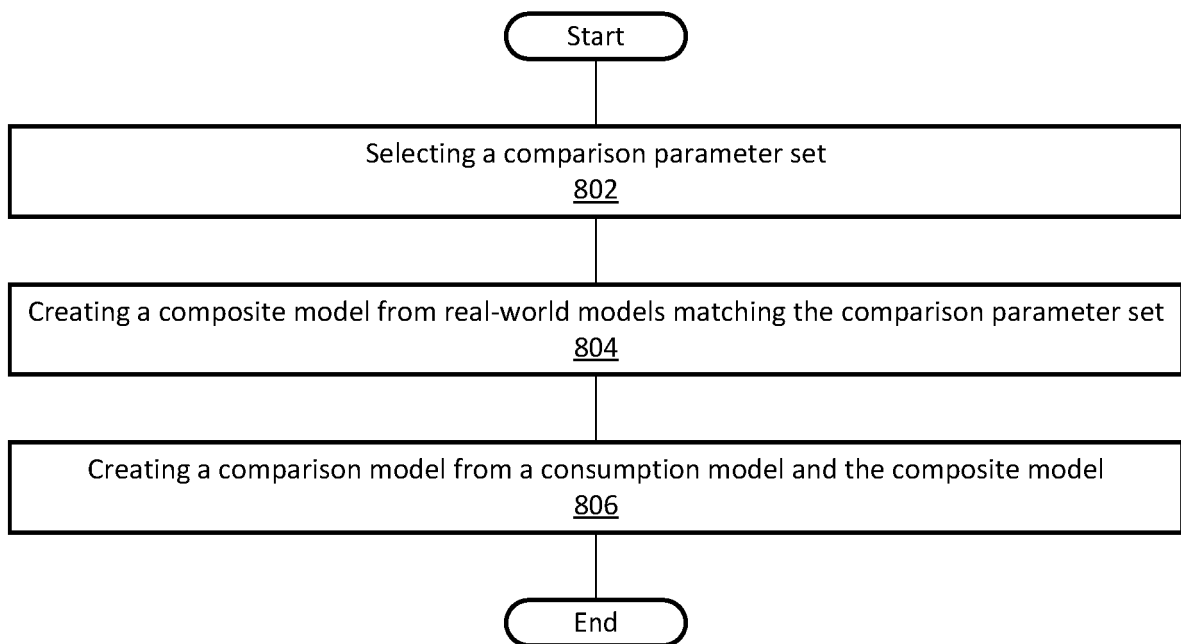 Start
Selecting a comparison parameter set
802
Creating a composite model from real-world models matching the comparison parameter set
804
Creating a comparison model from a consumption model and the composite model
806
End